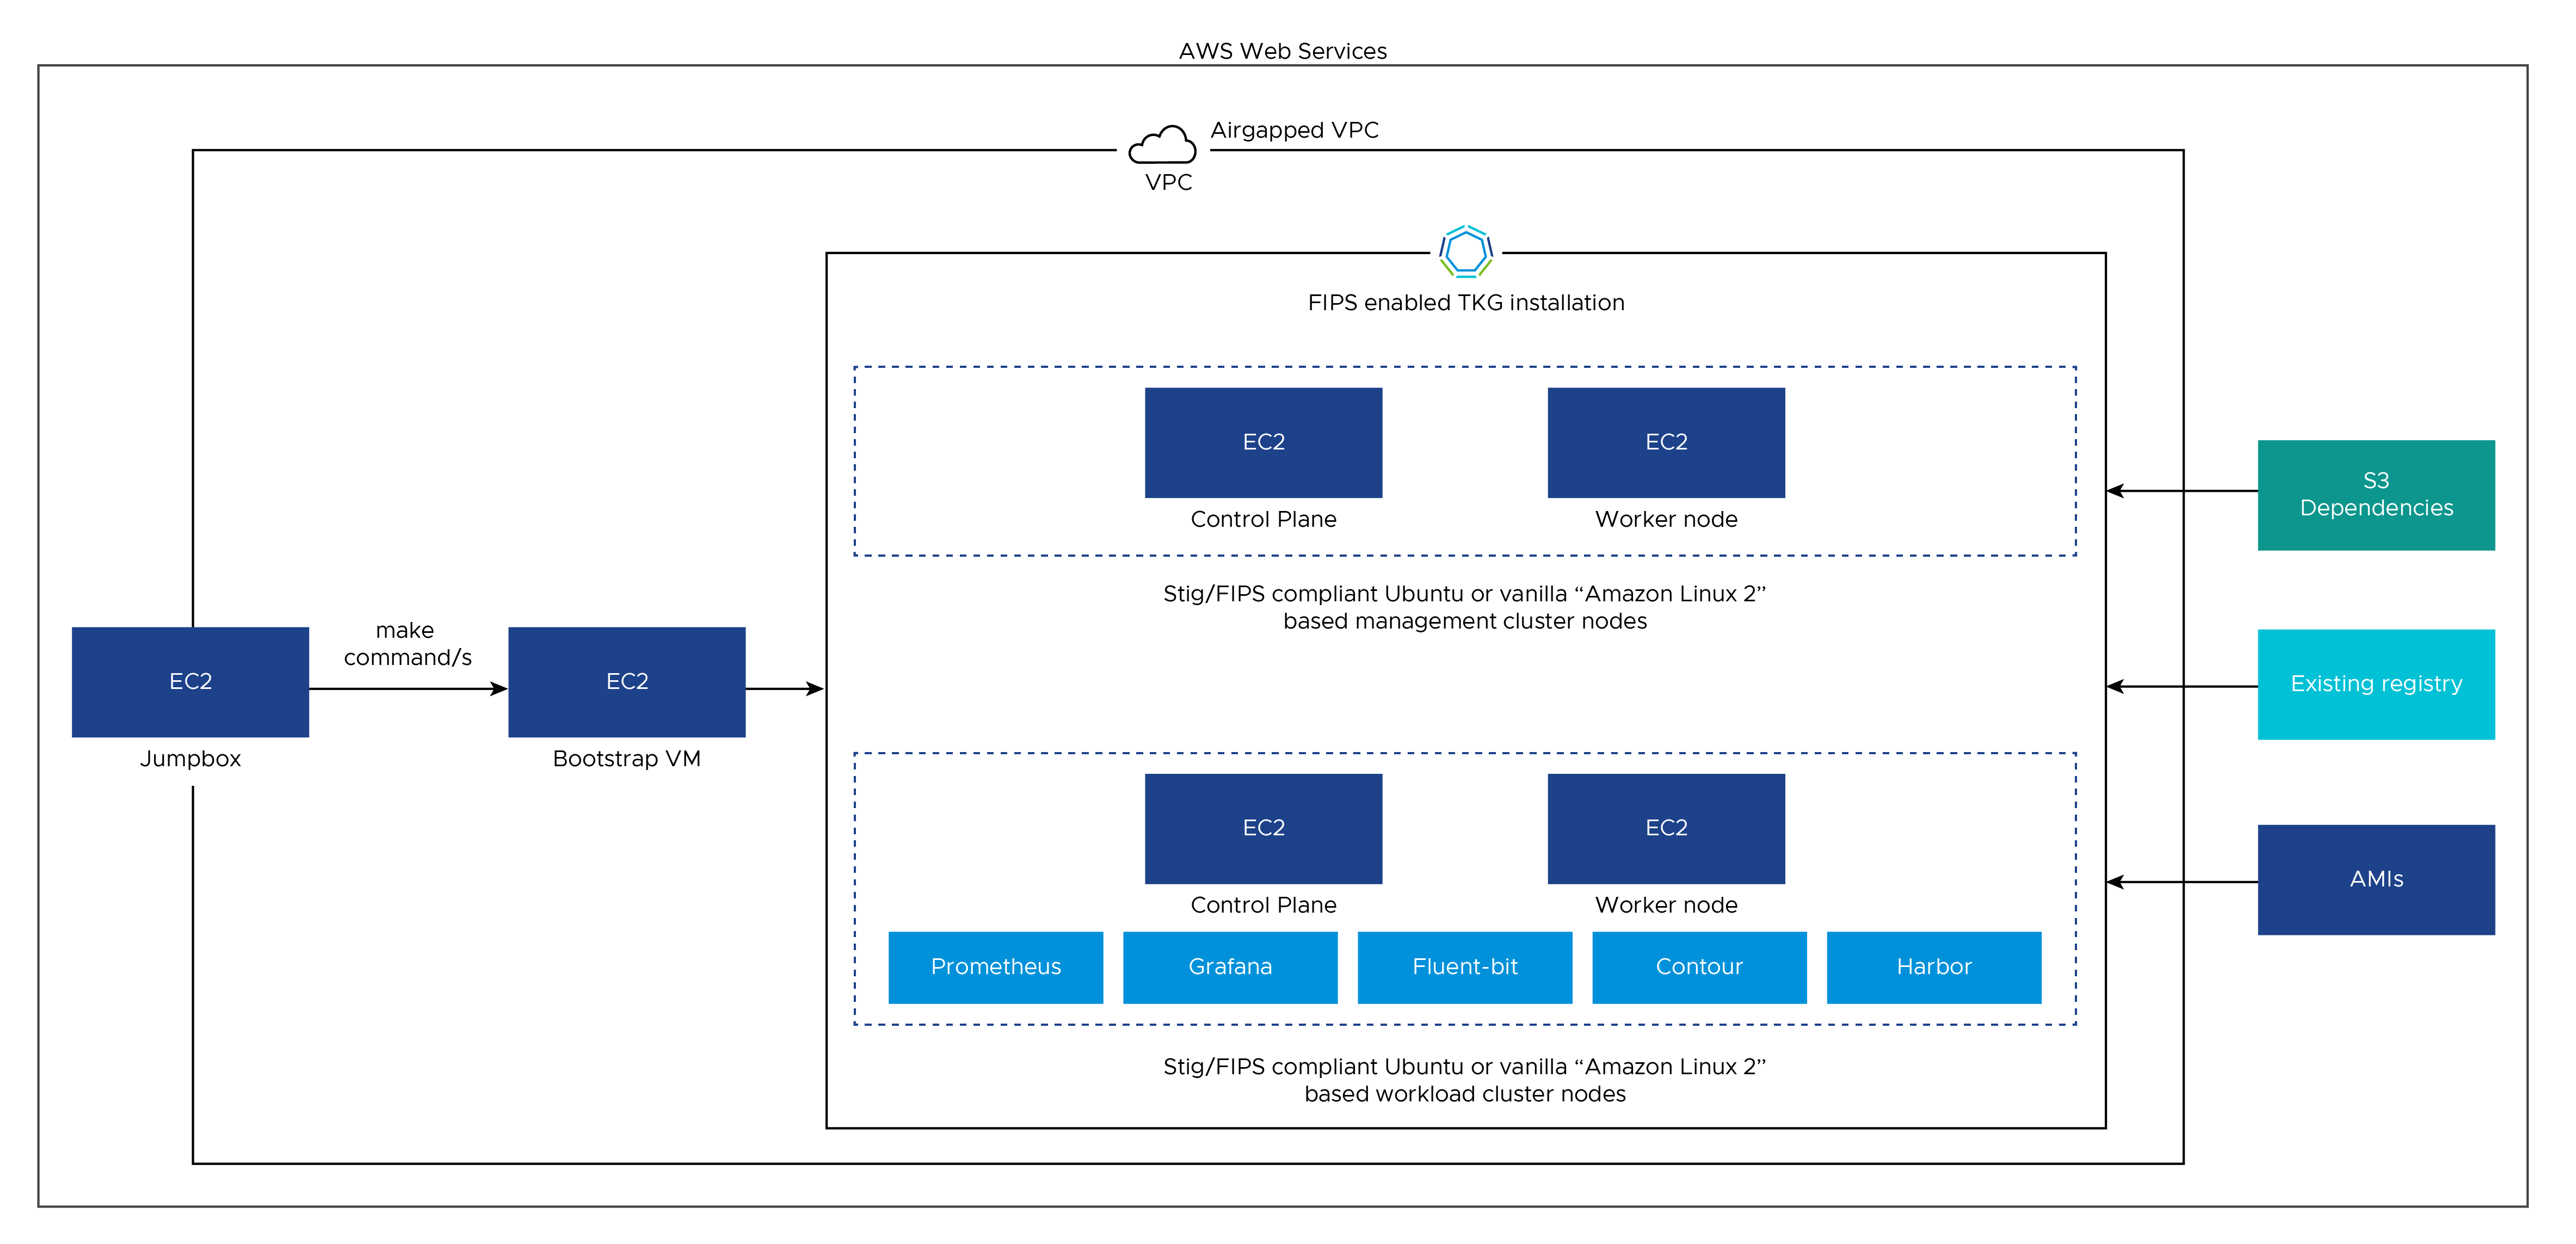 AWS Web Services
Airgapped VPC
VPC
FIPS enabled TKG installation
EC2
EC2
Control Plane
Worker node
Stig/FIPS compliant Ubuntu or vanilla “Amazon Linux 2”
based management cluster nodes
EC2
Jumpbox
make
command/s
EC2
Bootstrap VM
EC2
EC2
Control Plane
Worker node
Prometheus
Grafana
Fluent-bit
Contour
Harbor
Stig/FIPS compliant Ubuntu or vanilla “Amazon Linux 2”
based workload cluster nodes
S3
Dependencies
Existing registry
AMIs